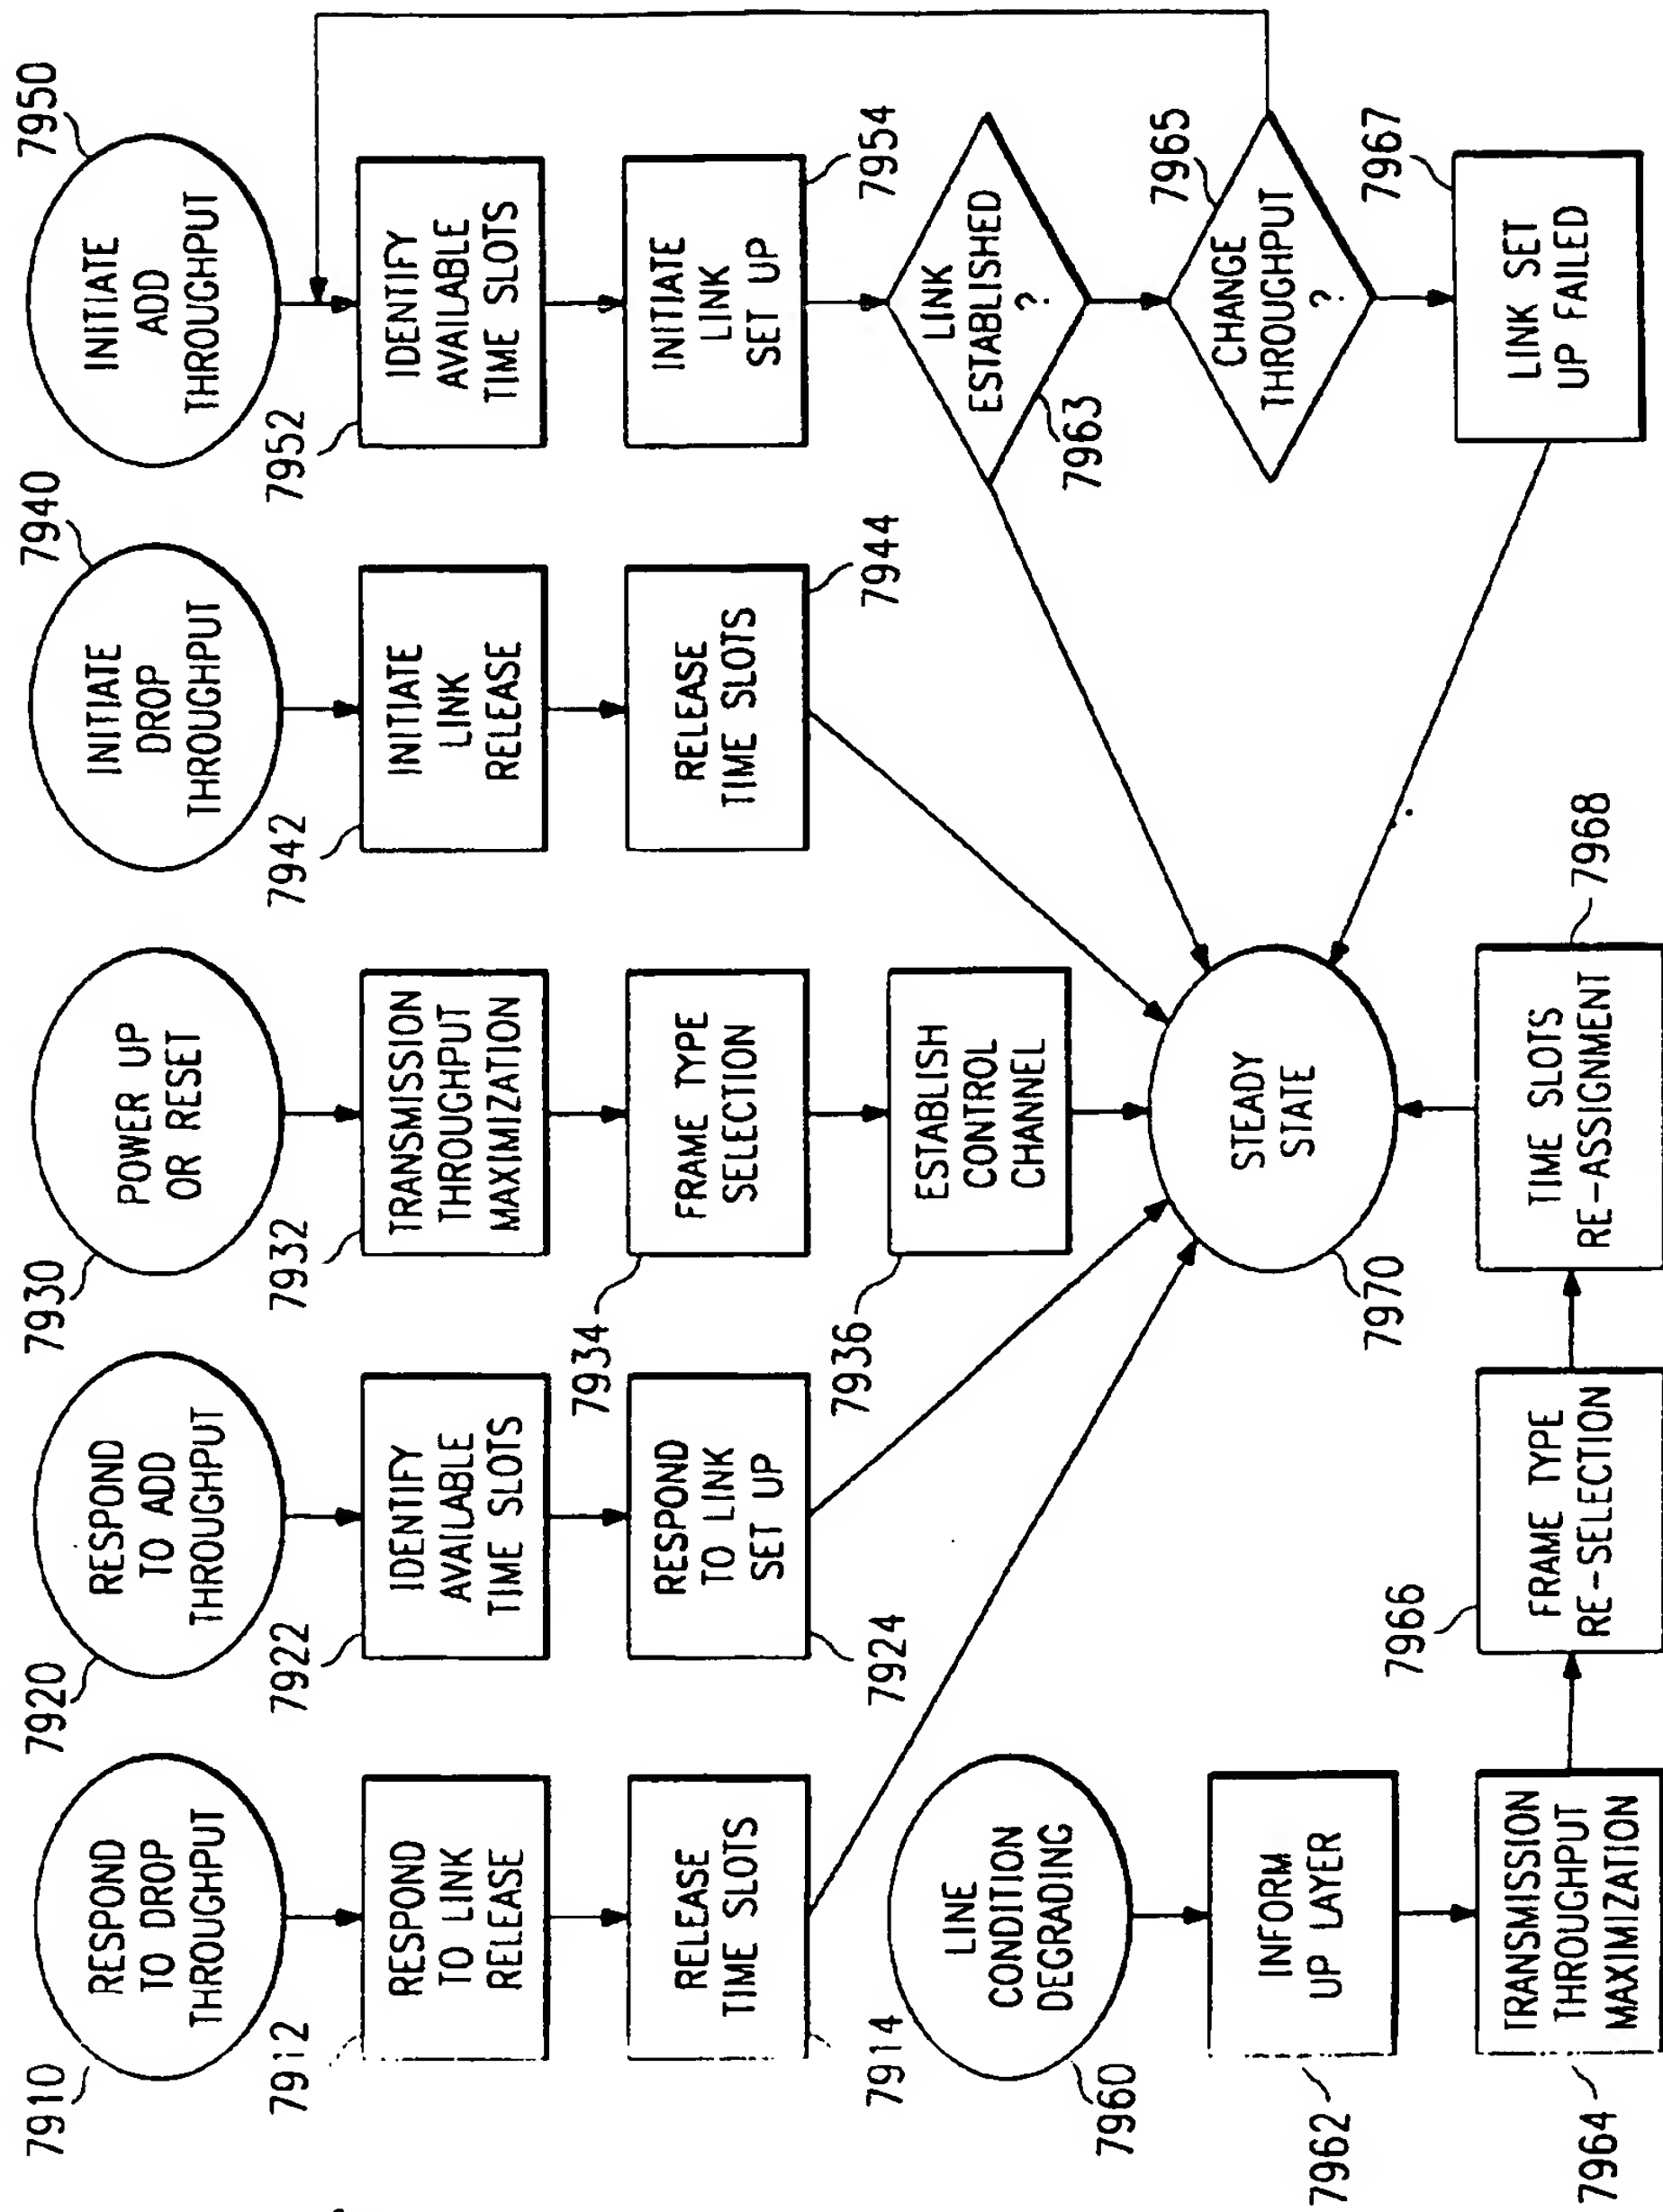 7910
RESPOND
TO DROP
THROUGHPUT
7912
RESPOND
TO LINK
RELEASE
RELEASE
TIME SLOTS
7914
7920
RESPOND
TO ADD
THROUGHPUT
7922
IDENTIFY
AVAILABLE
TIME SLOTS
RESPOND
TO LINK
SET UP
7924
7930
POWER UP
OR RESET
7932
TRANSMISSION
THROUGHPUT
MAXIMIZATION
7934
FRAME TYPE
SELECTION
7936
ESTABLISH
CONTROL
CHANNEL
7940
INITIATE
DROP
THROUGHPUT
7942
INITIATE
LINK
RELEASE
RELEASE
TIME SLOTS
7944
7950
INITIATE
ADD
THROUGHPUT
7952
IDENTIFY
AVAILABLE
TIME SLOTS
INITIATE
LINK
SET UP
7954
LINK
ESTABLISHED
?
7963
7965
CHANGE
THROUGHPUT
?
7967
LINK SET
UP FAILED
LINE
CONDITION
DEGRADING
7960
INFORM
UP LAYER
7962
TRANSMISSION
THROUGHPUT
MAXIMIZATION
7964
7966
FRAME TYPE
RE-SELECTION
TIME SLOTS
RE-ASSIGNMENT
7968
STEADY
STATE
7970